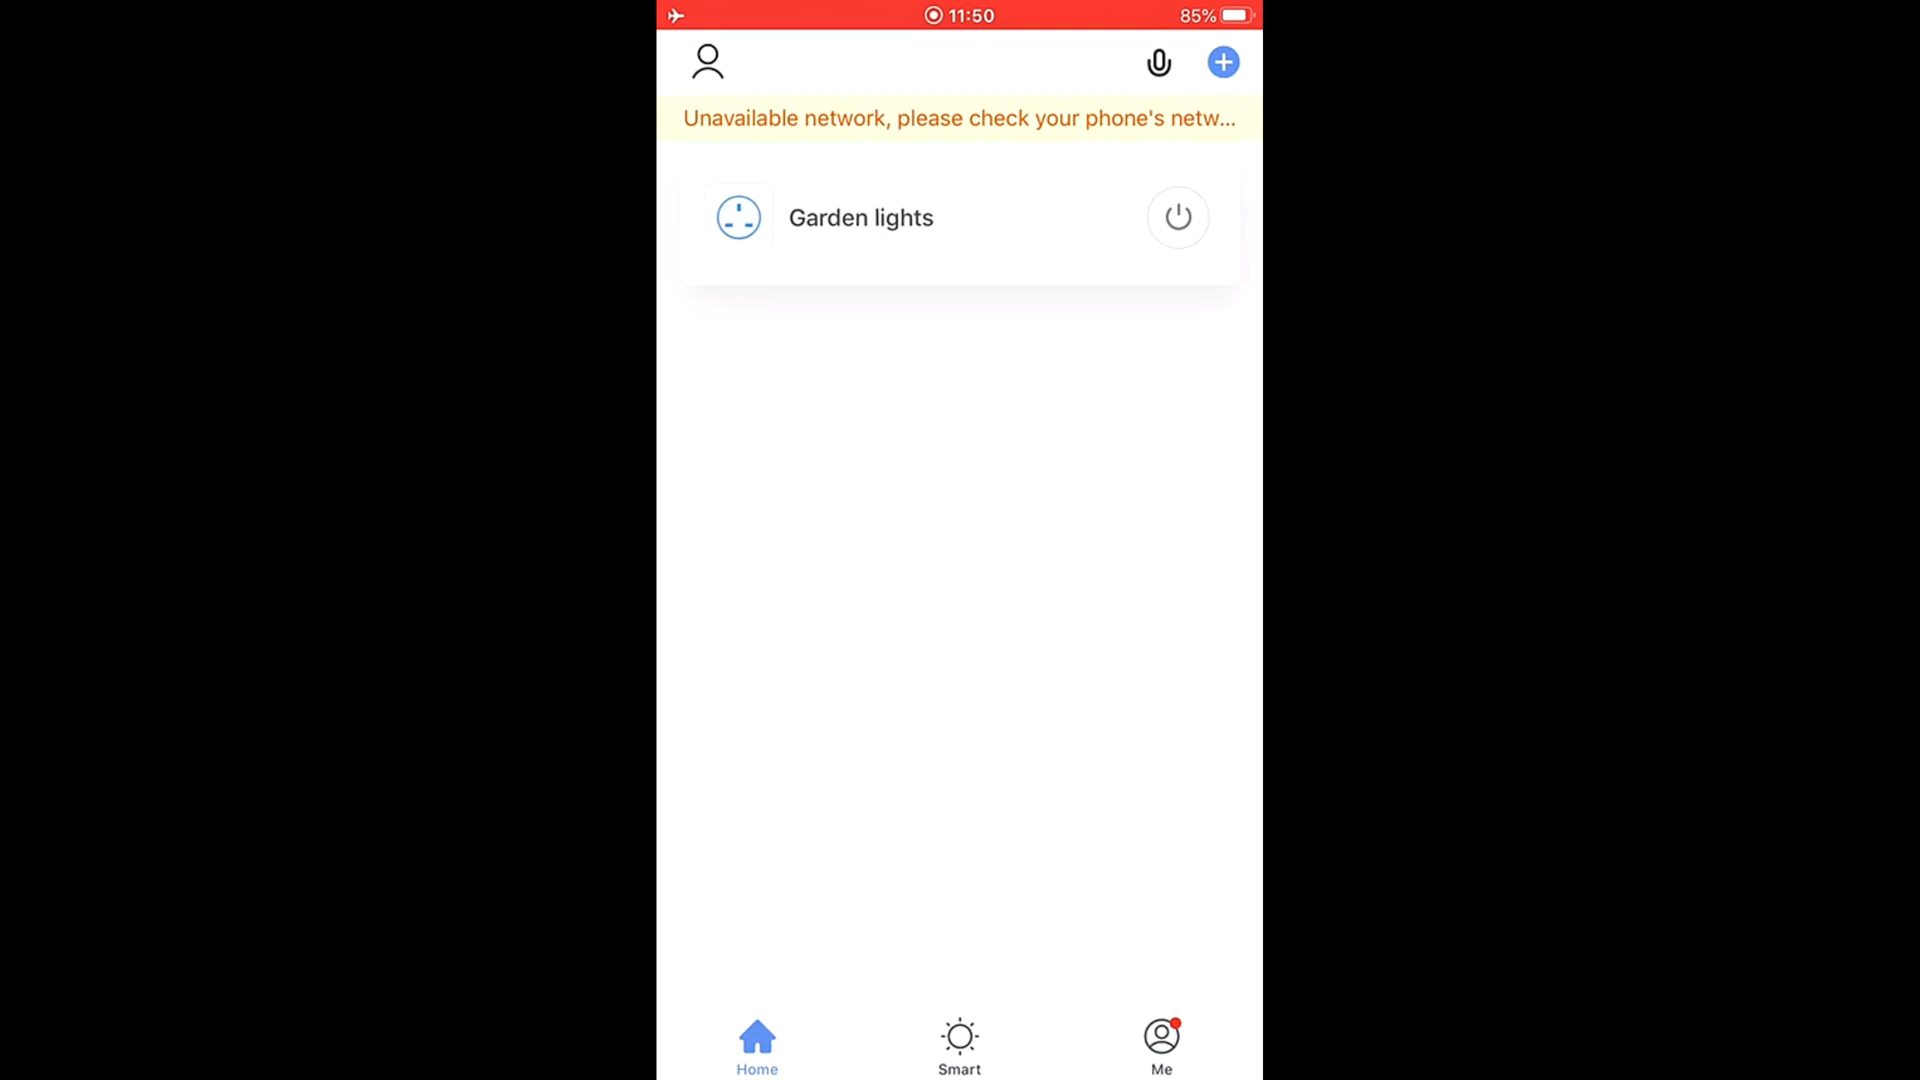 11:50
85%
Unavailable network, please check your phone's netw...
Garden lights
Home
Smart
Me